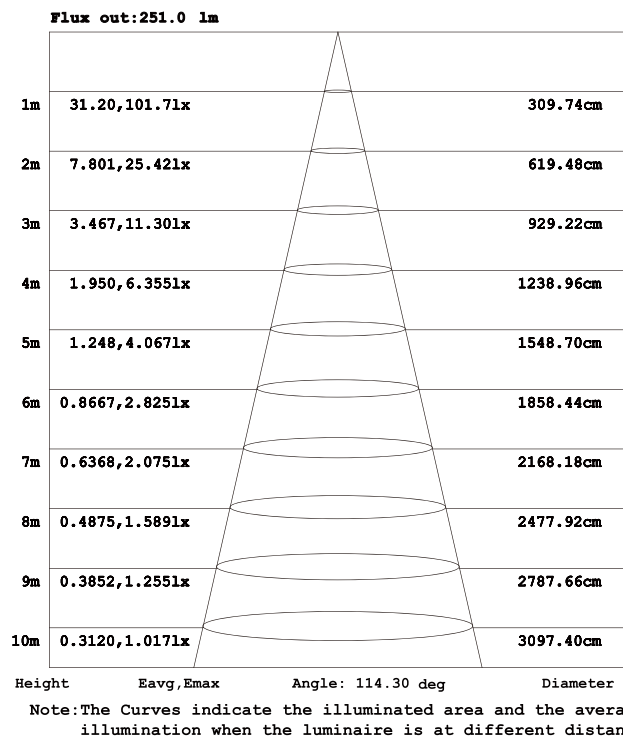 Flux out:251.0 lm
1m 31.20,101.7lx 309.74cm
2m 7.801,25.42lx 619.48cm
3m 3.467,11.30lx 929.22cm
4m 1.950,6.355lx 1238.96cm
5m 1.248,4.067lx 1548.70cm
6m 0.8667,2.825lx 1858.44cm
7m 0.6368,2.075lx 2168.18cm
8m 0.4875,1.589lx 2477.92cm
9m 0.3852,1.255lx 2787.66cm
10m 0.3120,1.017lx 3097.40cm
Height Eavg,Emax Angle: 114.30 deg Diameter
Note:The Curves indicate the illuminated area and the avera
illumination when the luminaire is at different distan